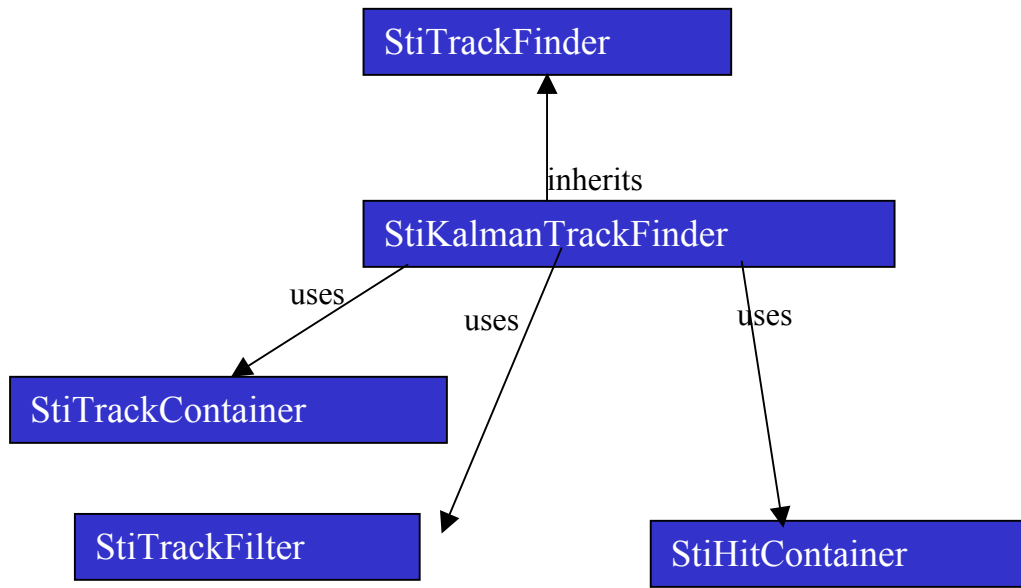 StiTrackFinder
inherits
StiKalmanTrackFinder
uses
uses
uses
StiTrackContainer
StiTrackFilter
StiHitContainer